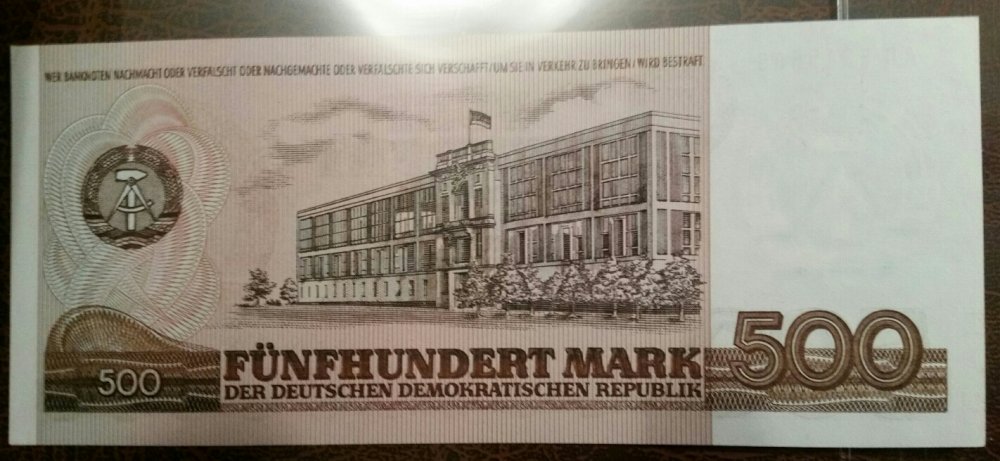 WER BANKNOTEN NACHMACHT ODER VERFÄLSCHT ODER NACHGEMACHTE ODER VERFÄLSCHTE SICH VERSCHAFFT/UM SIE IN VERKEHR ZU BRINGEN/WIRD BESTRAFT
500
FÜNFHUNDERT MARK
DER DEUTSCHEN DEMOKRATISCHEN REPUBLIK
500